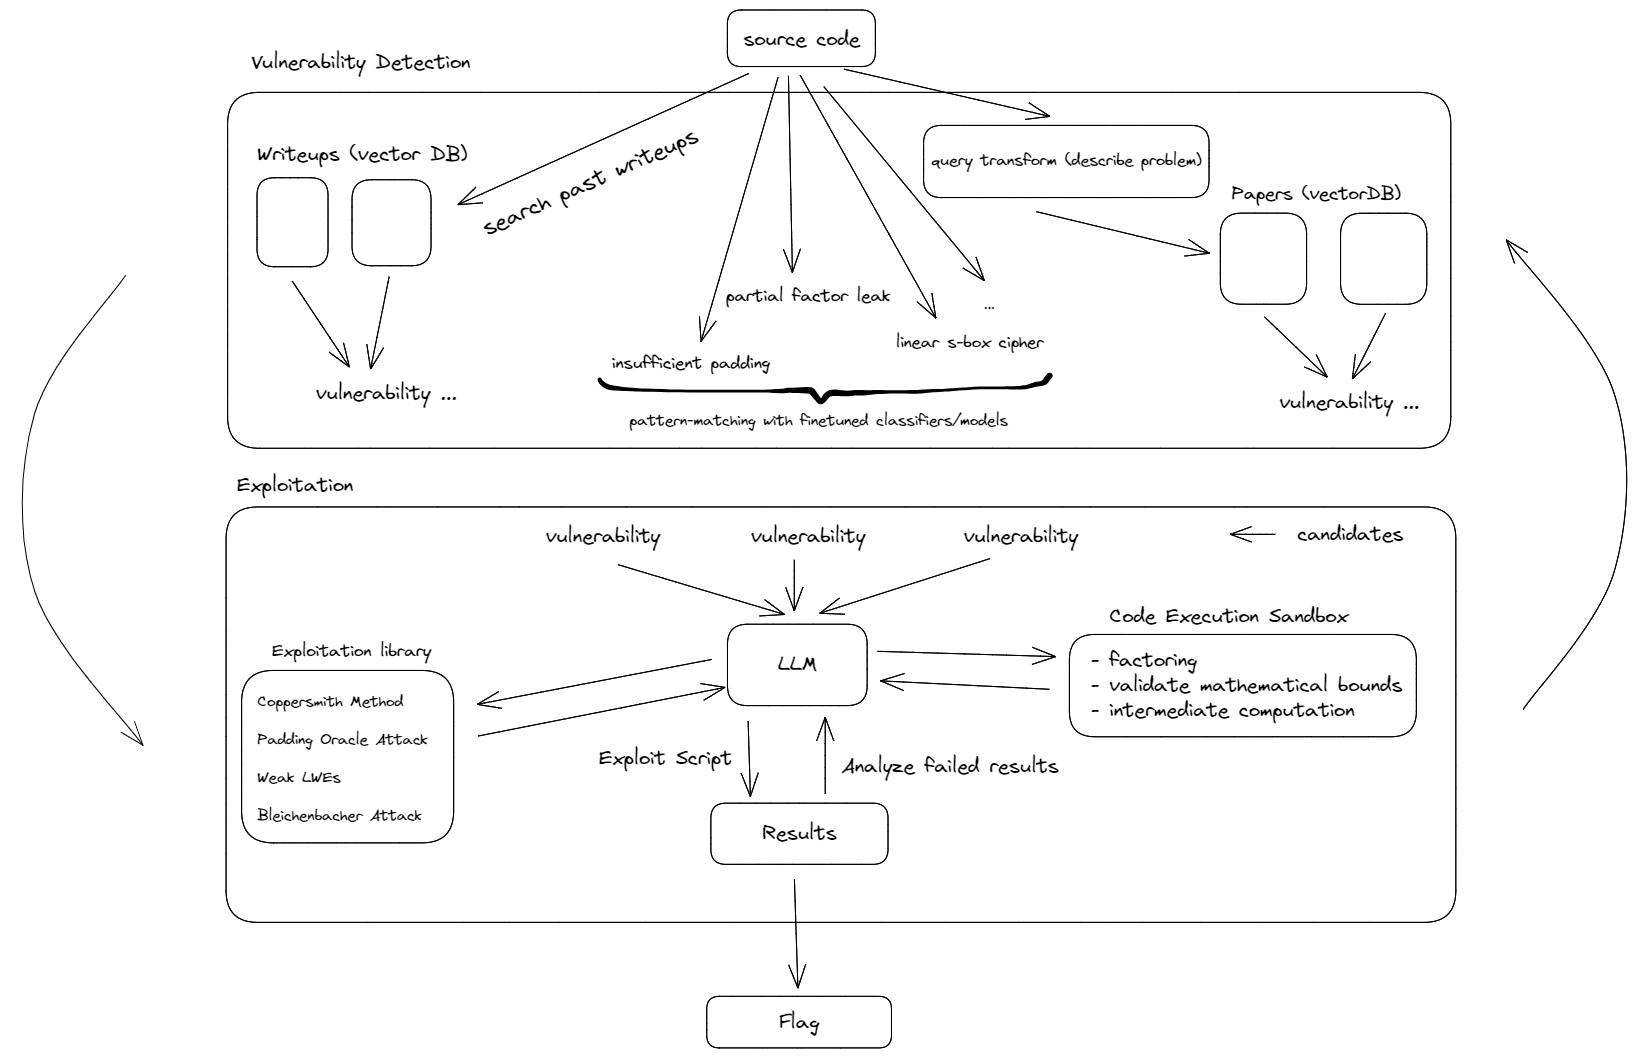 source code
Vulnerability Detection
search past writeups
Writeups (vector DB)
query transform (describe problem)
Papers (vectorDB)
partial factor leak
...
linear s-box cipher
insufficient padding
vulnerability ...
vulnerability ...
pattern-matching with finetuned classifiers/models
Exploitation
vulnerability
vulnerability
vulnerability
candidates
Code Execution Sandbox
- factoring
- validate mathematical bounds
- intermediate computation
LLM
Exploitation library
Coppersmith Method
Padding Oracle Attack
Weak LWEs
Bleichenbacher Attack
Exploit Script
Analyze failed results
Results
Flag